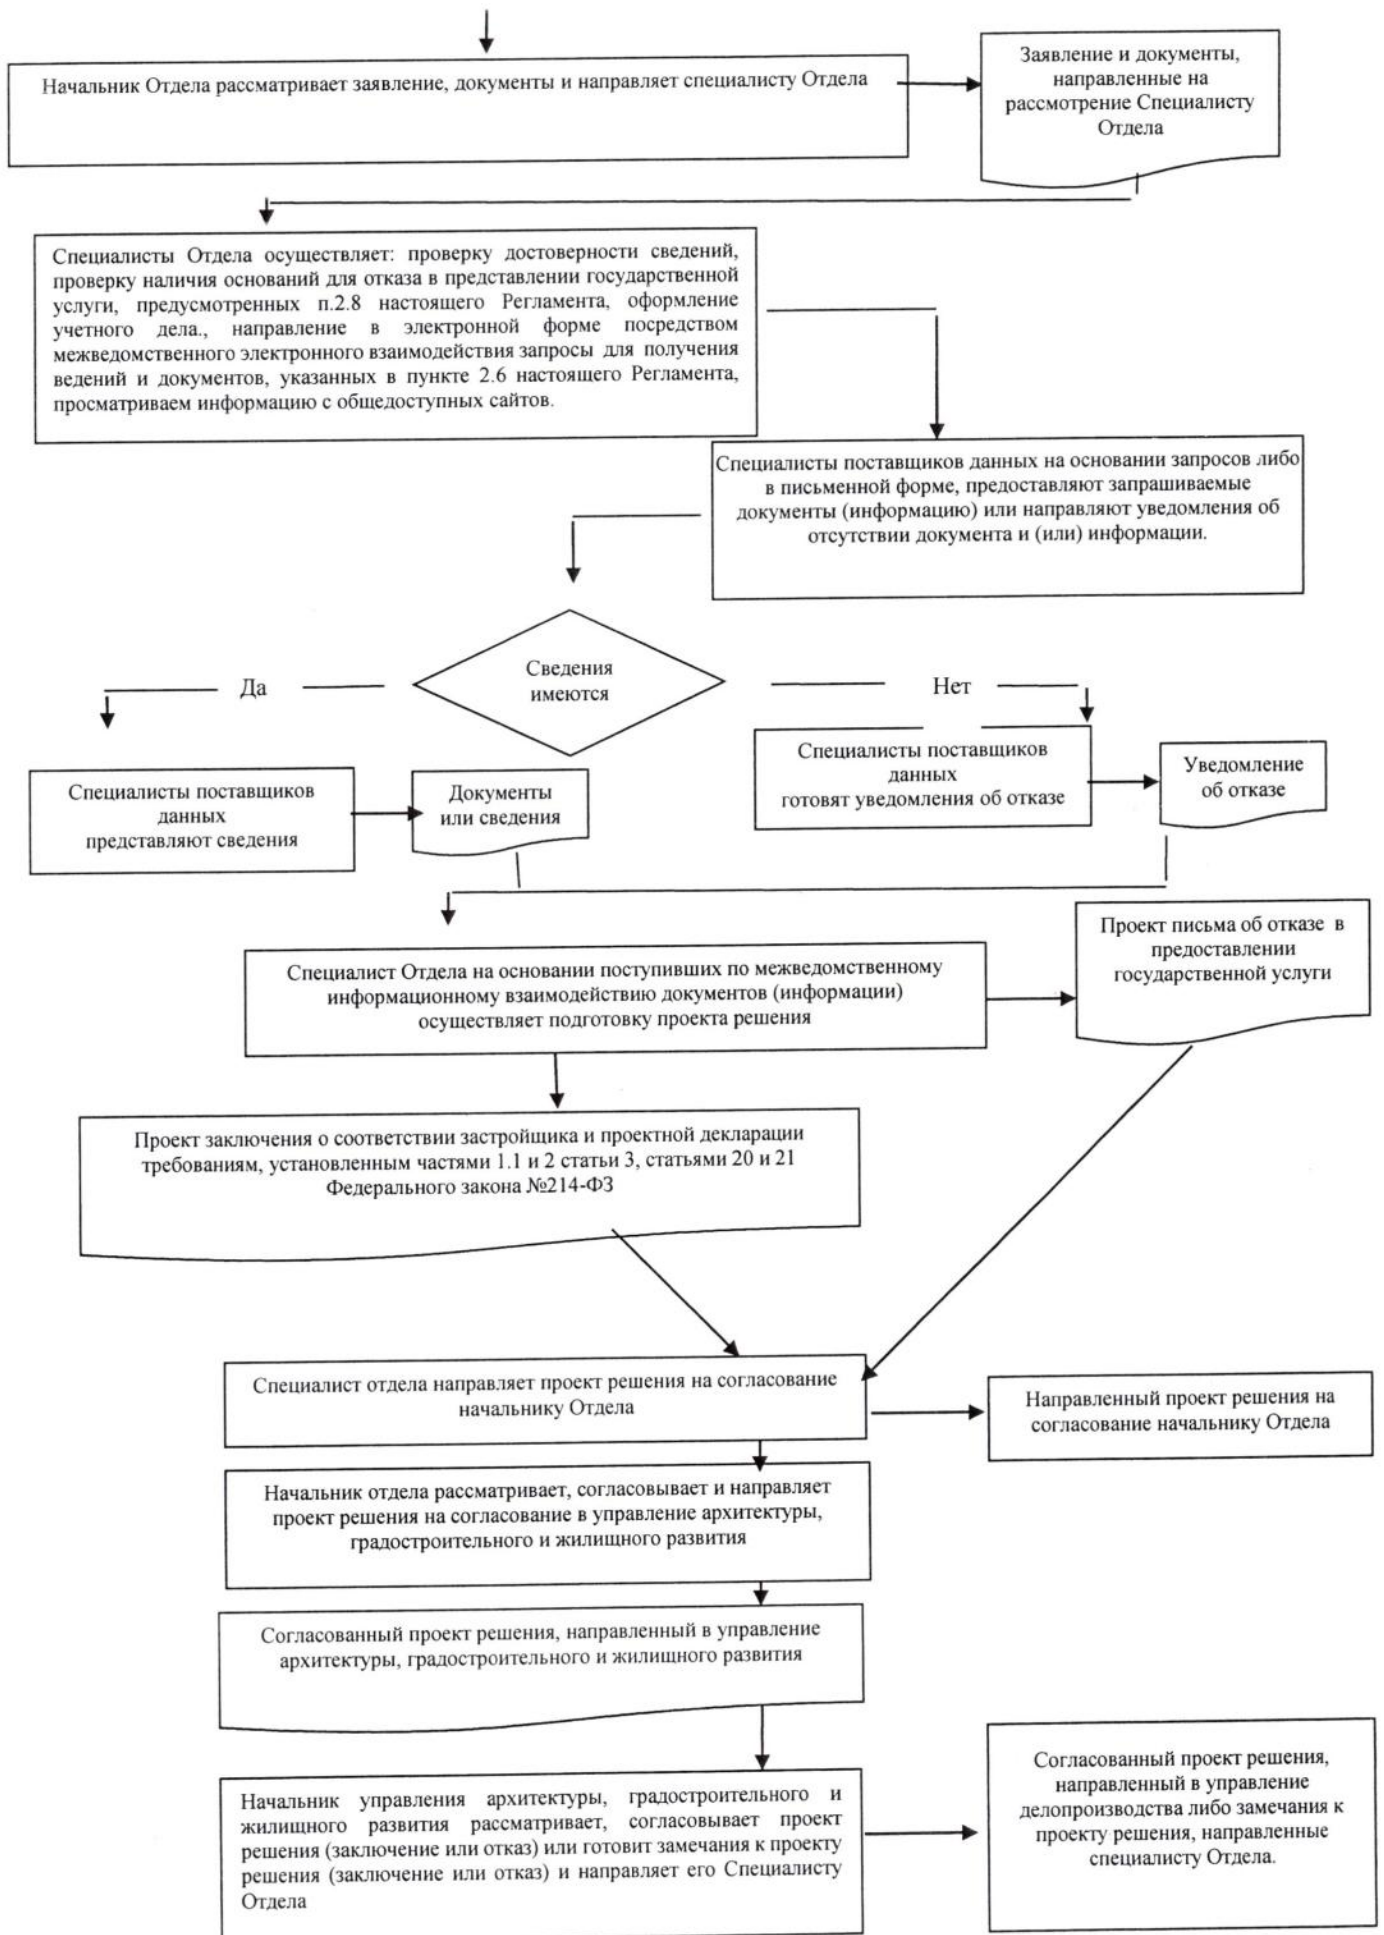 Начальник Отдела рассматривает заявление, документы и направляет специалисту Отдела
Заявление и документы,
направленные на
рассмотрение Специалисту
Отдела
Специалисты Отдела осуществляет: проверку достоверности сведений,
проверку наличия оснований для отказа в представлении государственной
услуги, предусмотренных п.2.8 настоящего Регламента, оформление
учетного дела., направление в электронной форме посредством
межведомственного электронного взаимодействия запросы для получения
ведений и документов, указанных в пункте 2.6 настоящего Регламента,
просматриваем информацию с общедоступных сайтов.
Специалисты поставщиков данных на основании запросов либо
в письменной форме, предоставляют запрашиваемые
документы (информацию) или направляют уведомления об
отсутствии документа и (или) информации.
Сведения
имеются
Да
Нет
Специалисты поставщиков
данных
представляют сведения
Документы
или сведения
Специалисты поставщиков
данных
готовят уведомления об отказе
Уведомление
об отказе
Специалист Отдела на основании поступивших по межведомственному
информационному взаимодействию документов (информации)
осуществляет подготовку проекта решения
Проект письма об отказе в
предоставлении
государственной услуги
Проект заключения о соответствии застройщика и проектной декларации
требованиям, установленным частями 1.1 и 2 статьи 3, статьями 20 и 21
Федерального закона №214-ФЗ
Специалист отдела направляет проект решения на согласование
начальнику Отдела
Направленный проект решения на
согласование начальнику Отдела
Начальник отдела рассматривает, согласовывает и направляет
проект решения на согласование в управление архитектуры,
градостроительного и жилищного развития
Согласованный проект решения, направленный в управление
архитектуры, градостроительного и жилищного развития
Начальник управления архитектуры, градостроительного и
жилищного развития рассматривает, согласовывает проект
решения (заключение или отказ) или готовит замечания к проекту
решения (заключение или отказ) и направляет его Специалисту
Отдела
Согласованный проект решения,
направленный в управление
делопроизводства либо замечания к
проекту решения, направленные
специалисту Отдела.